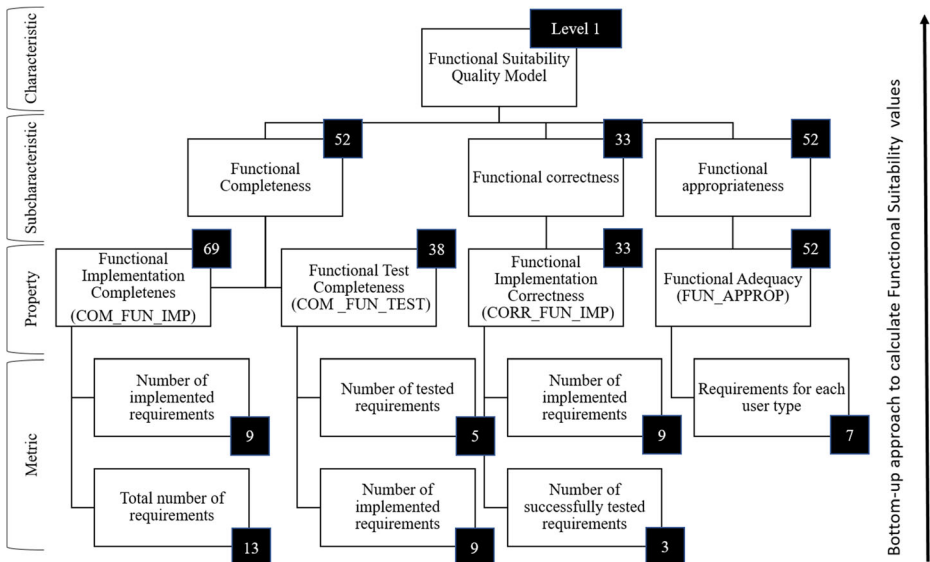 Characteristic
Level 1
Functional Suitability
Quality Model
Subcharacteristic
52
Functional
Completeness
33
Functional correctness
52
Functional
appropriateness
Property
69
Functional
Implementation
Completenes
(COM_FUN_IMP)
38
Functional Test
Completeness
(COM _FUN_TEST)
33
Functional
Implementation
Correctness
(CORR_FUN_IMP)
52
Functional Adequacy
(FUN_APPROP)
Metric
Number of
implemented
requirements
9
Number of tested
requirements
5
Number of
implemented
requirements
9
Requirements for each
user type
7
Total number of
requirements
13
Number of
implemented
requirements
9
Number of
successfully tested
requirements
3
Bottom-up approach to calculate Functional Suitability values